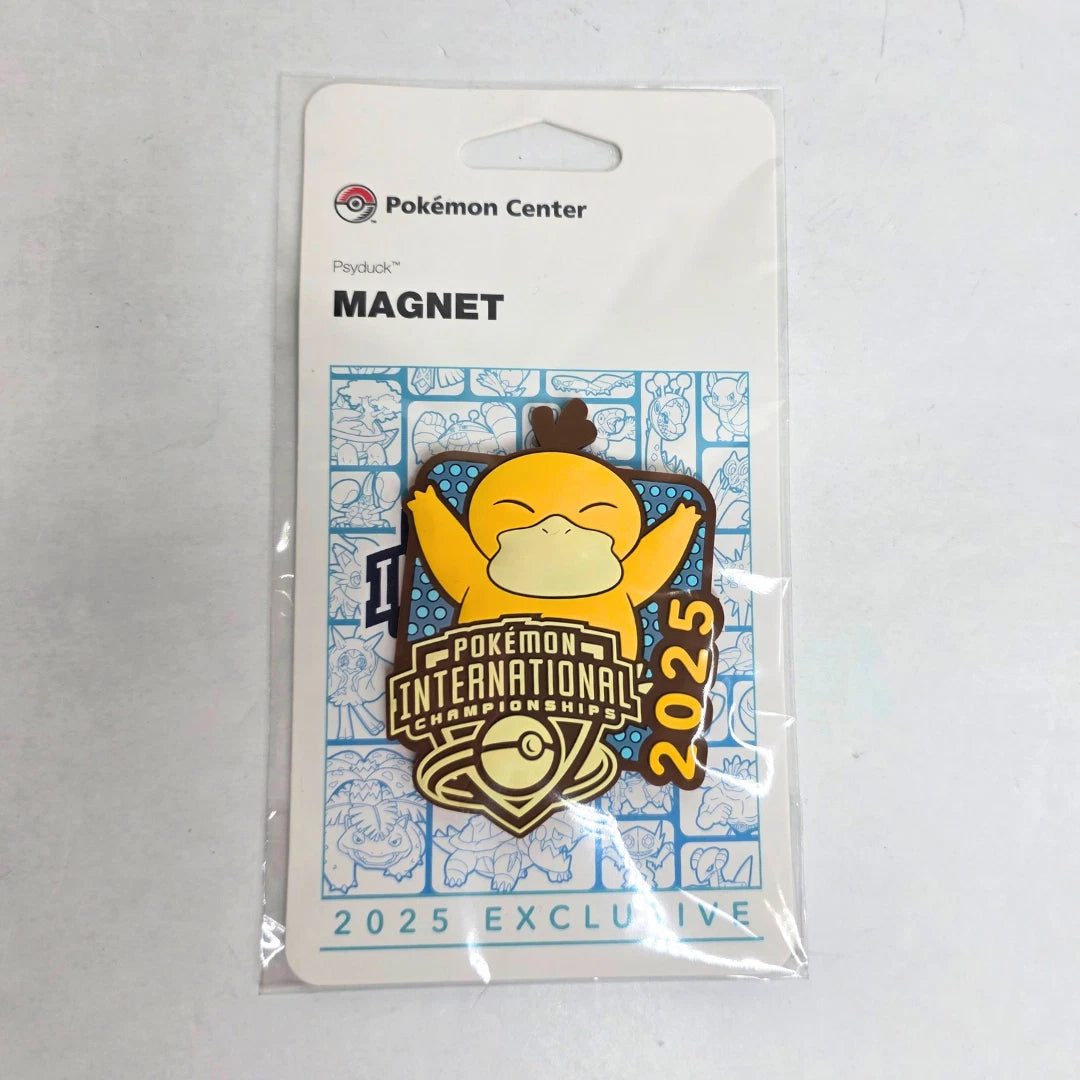 Pokémon Center
Psyduck™
MAGNET
POKÉMON
INTERNATIONAL
CHAMPIONSHIPS
2025
2025 EXCLUSIVE